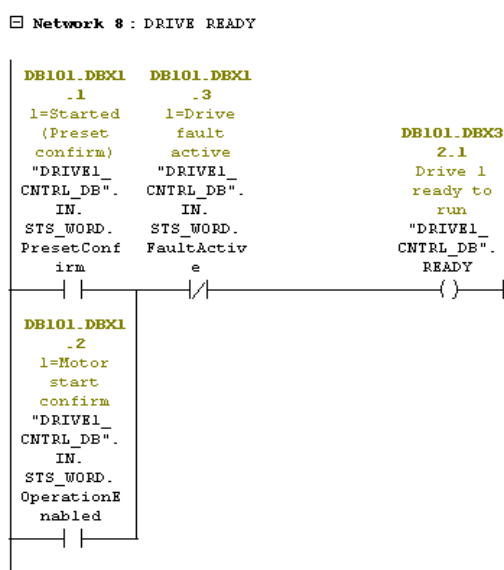 Network 8 : DRIVE READY
DB101.DBX1
.1
1=Started
(Preset
confirm)
"DRIVE1_
CNTRL_DB".
IN.
STS_WORD.
PresetConf
irm
DB101.DBX1
.3
1=Drive
fault
active
"DRIVE1_
CNTRL_DB".
IN.
STS_WORD.
FaultActiv
e
DB101.DBX3
2.1
Drive 1
ready to
run
"DRIVE1_
CNTRL_DB".
READY
DB101.DBX1
.2
1=Motor
start
confirm
"DRIVE1_
CNTRL_DB".
IN.
STS_WORD.
OperationE
nabled